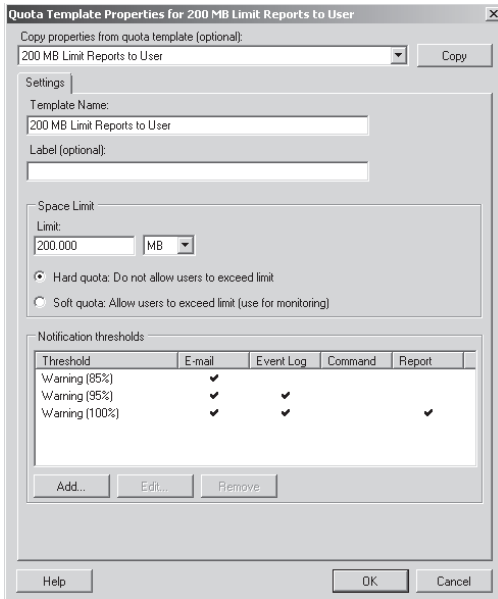 Quota Template Properties for 200 MB Limit Reports to User
Copy properties from quota template (optional):
200 MB Limit Reports to User
Copy
Settings
Template Name:
200 MB Limit Reports to User
Label (optional):
Space Limit
Limit:
200.000 MB
Hard quota: Do not allow users to exceed limit
Soft quota: Allow users to exceed limit (use for monitoring)
Notification thresholds
Threshold E-mail Event Log Command Report
Warning (85%)
Warning (95%)
Warning (100%)
Add... Edit... Remove
Help OK Cancel